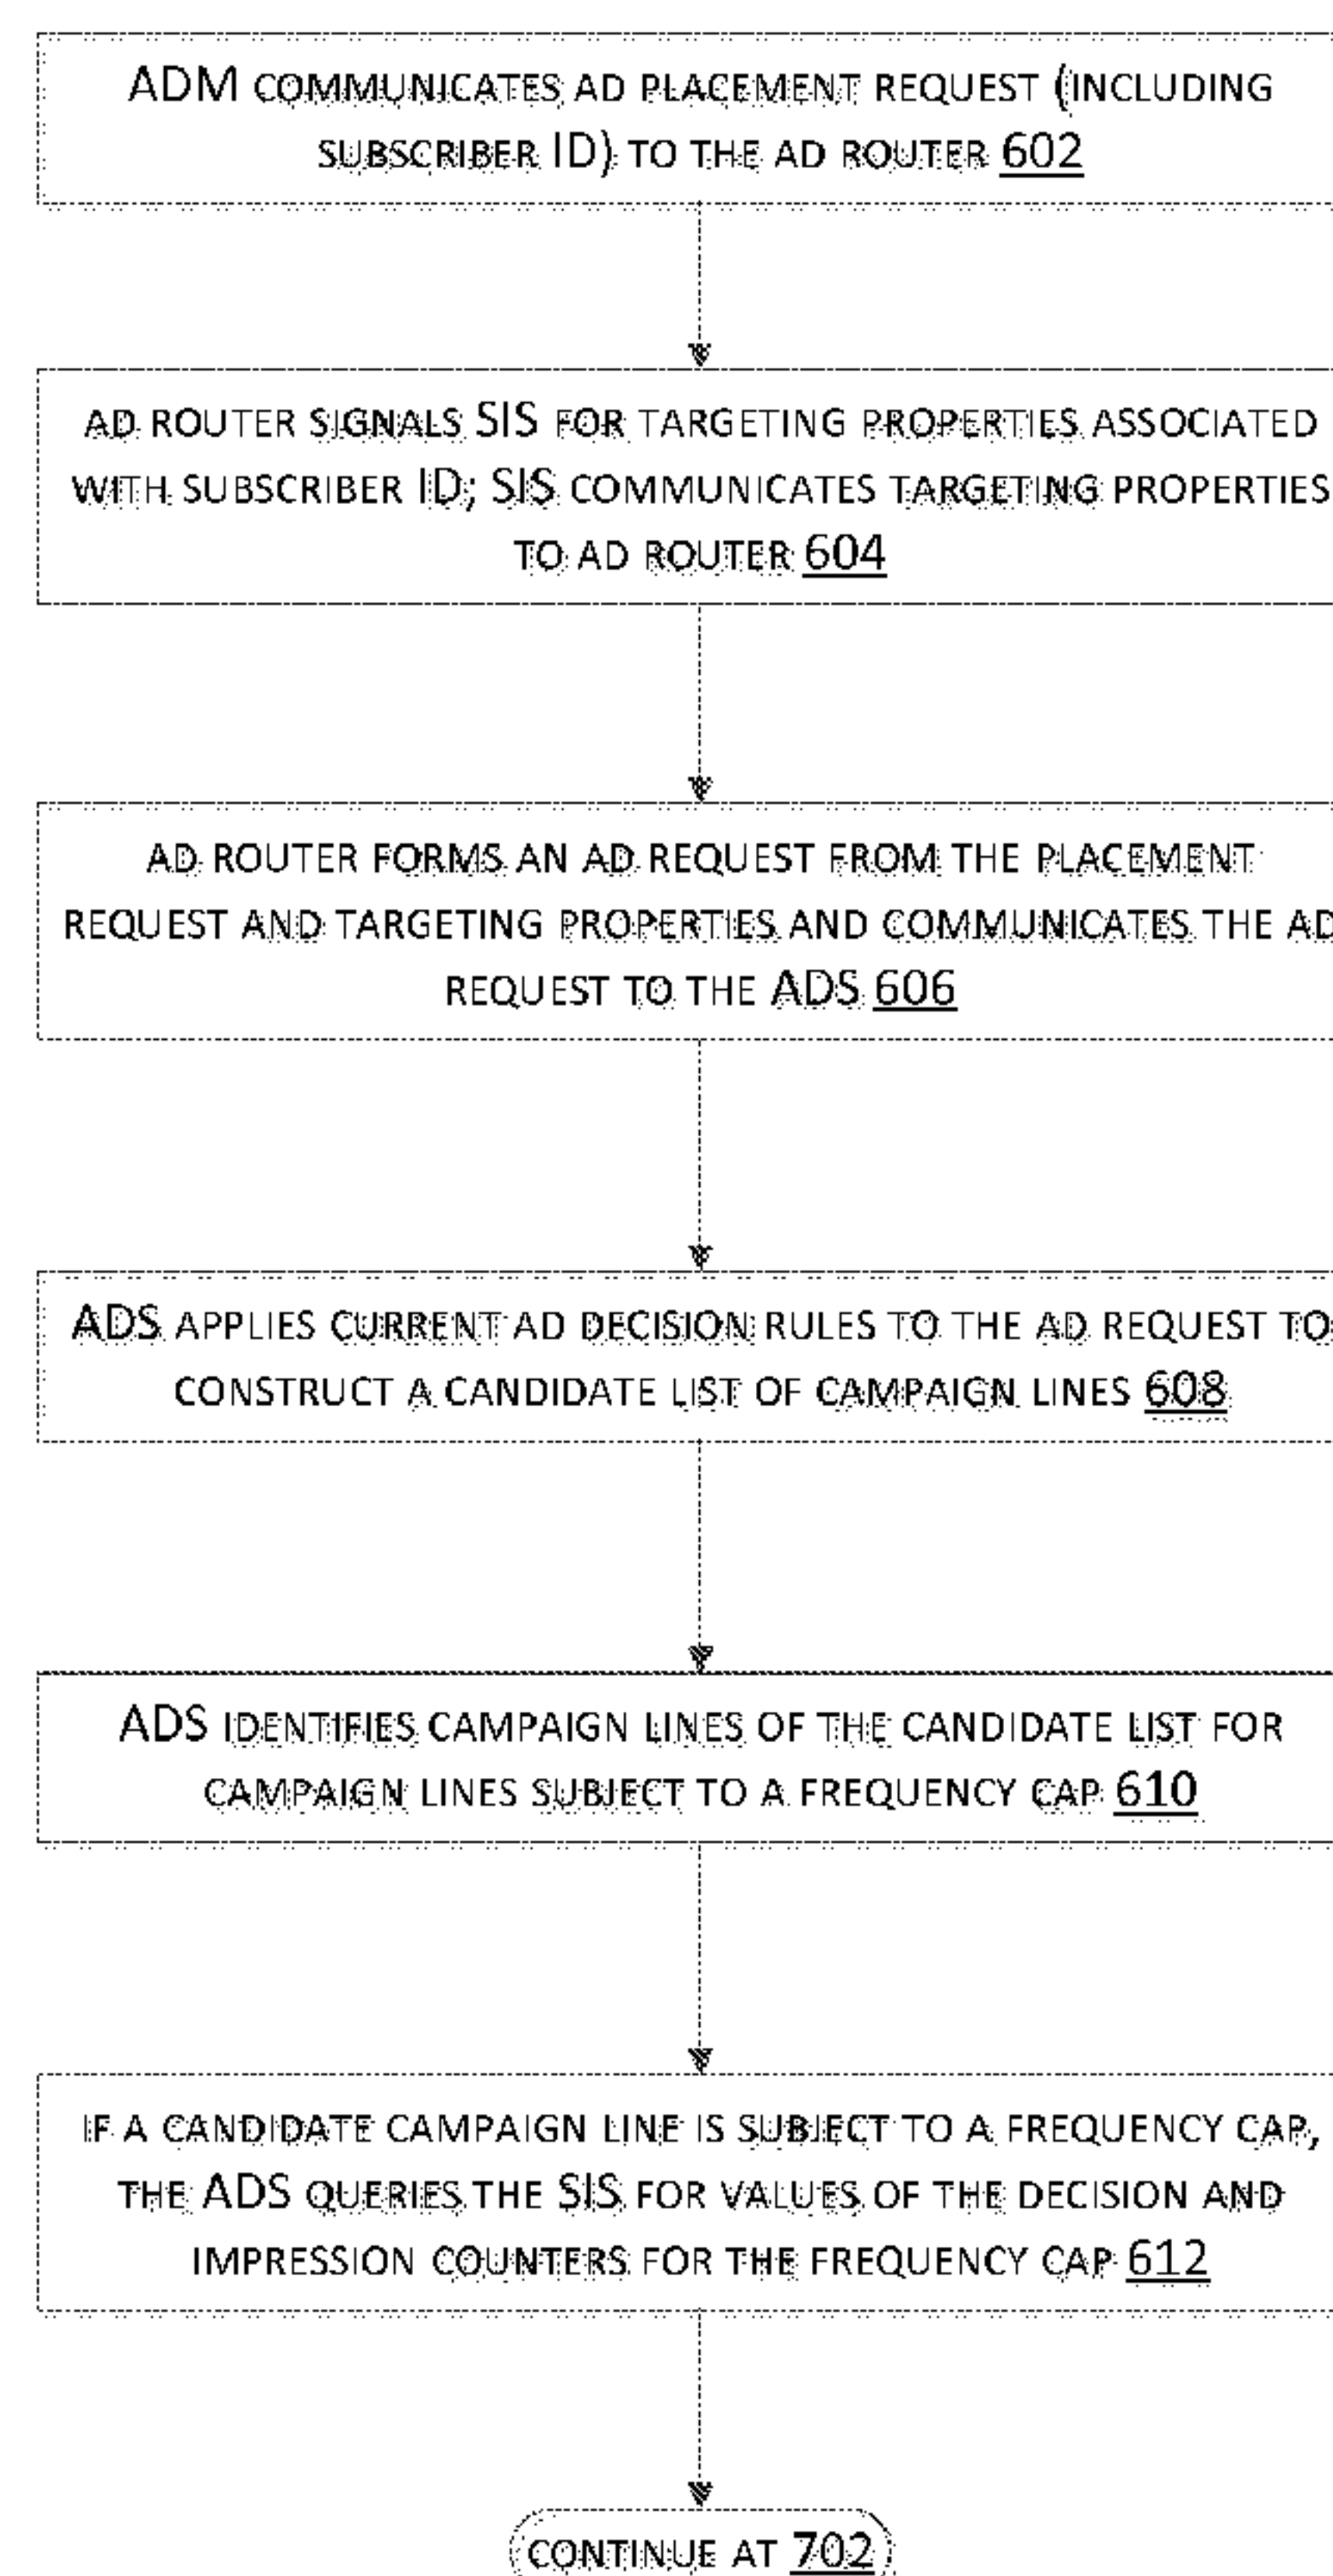 ADM COMMUNICATES AD PLACEMENT REQUEST (INCLUDING
SUBSCRIBER ID) TO THE AD ROUTER 602
AD ROUTER SIGNALS SIS FOR TARGETING PROPERTIES ASSOCIATED
WITH SUBSCRIBER ID; SIS COMMUNICATES TARGETING PROPERTIES
TO AD ROUTER 604
AD ROUTER FORMS AN AD REQUEST FROM THE PLACEMENT
REQUEST AND TARGETING PROPERTIES AND COMMUNICATES THE AD
REQUEST TO THE ADS 606
ADS APPLIES CURRENT AD DECISION RULES TO THE AD REQUEST TO
CONSTRUCT A CANDIDATE LIST OF CAMPAIGN LINES 608
ADS IDENTIFIES CAMPAIGN LINES OF THE CANDIDATE LIST FOR
CAMPAIGN LINES SUBJECT TO A FREQUENCY CAP 610
IF A CANDIDATE CAMPAIGN LINE IS SUBJECT TO A FREQUENCY CAP,
THE ADS QUERIES THE SIS FOR VALUES OF THE DECISION AND
IMPRESSION COUNTERS FOR THE FREQUENCY CAP 612
CONTINUE AT 702